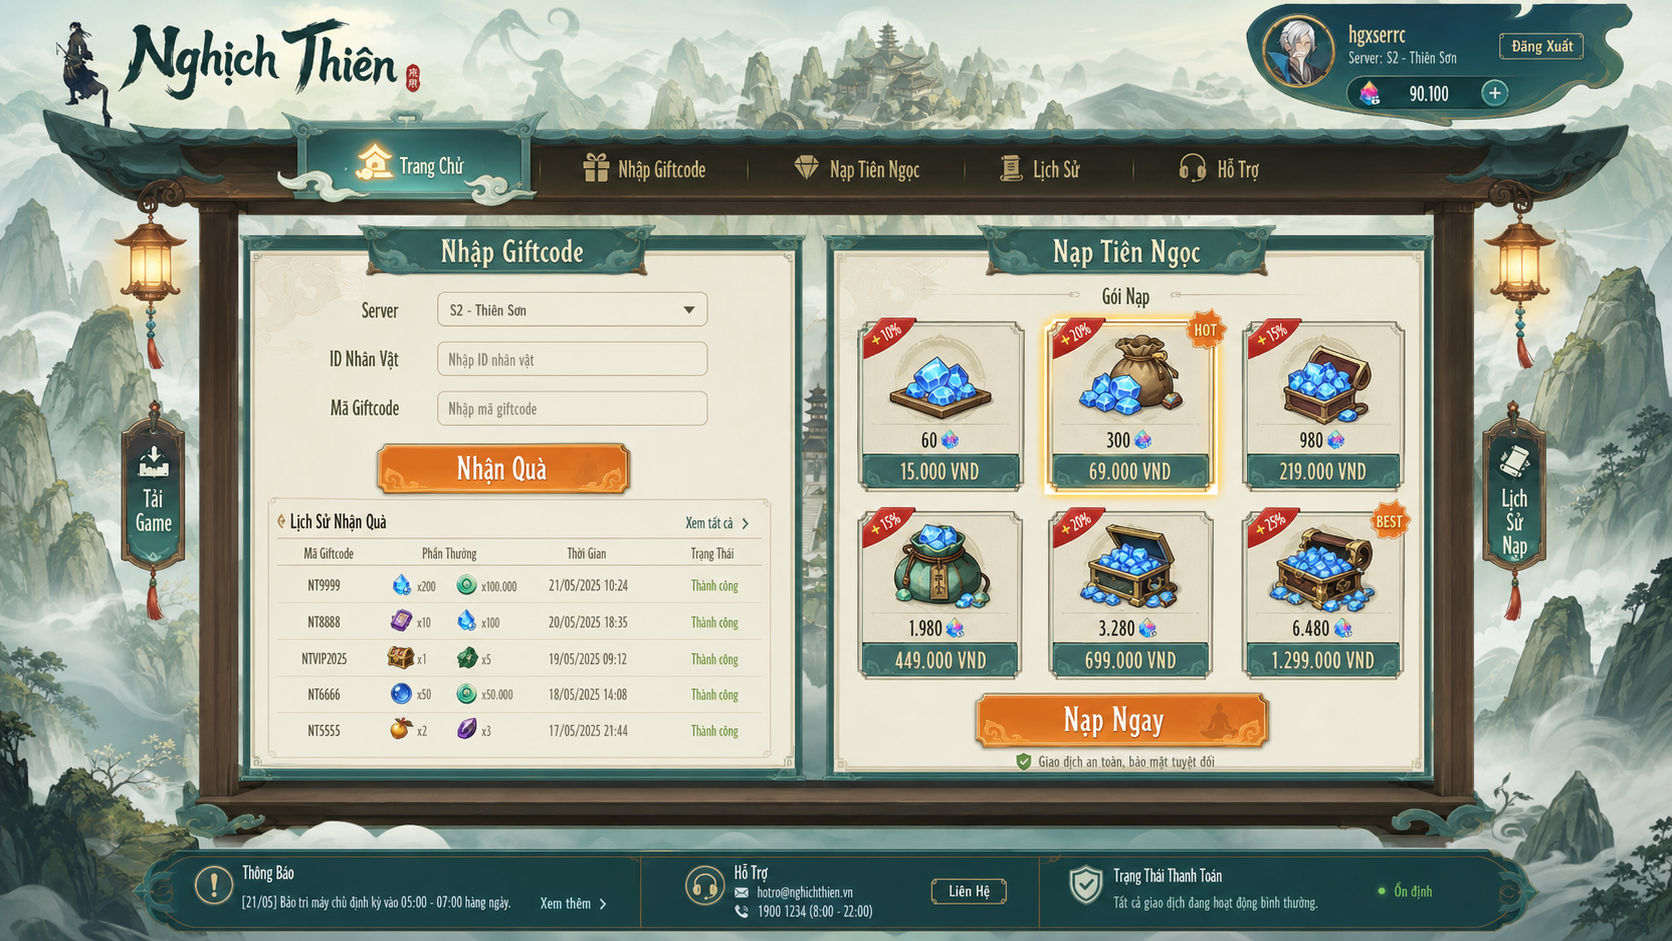 Nghịch Thiên
hgxserrc
Server: S2 - Thiên Sơn
Đăng Xuất
90.100
Trang Chủ
Nhập Giftcode
Nạp Tiên Ngọc
Lịch Sử
Hỗ Trợ
Tải
Game
Nhập Giftcode
Server
S2 - Thiên Sơn
ID Nhân Vật
Nhập ID nhân vật
Mã Giftcode
Nhập mã giftcode
Nhận Quà
Lịch Sử Nhận Quà
Xem tất cả
Mã Giftcode Phần Thưởng Thời Gian Trạng Thái
NT9999 x200 x100.000 21/05/2025 10:24 Thành công
NT8888 x10 x100 20/05/2025 18:35 Thành công
NTVIP2025 x1 x5 19/05/2025 09:12 Thành công
NT6666 x50 x50.000 18/05/2025 14:08 Thành công
NT5555 x2 x3 17/05/2025 21:44 Thành công
Nạp Tiên Ngọc
Gói Nạp
+10%
60
15.000 VND
+20%
HOT
300
69.000 VND
+15%
980
219.000 VND
+15%
1.980
449.000 VND
+20%
3.280
699.000 VND
+25%
BEST
6.480
1.299.000 VND
Nạp Ngay
Giao dịch an toàn, bảo mật tuyệt đối
Lịch
Sử
Nạp
Thông Báo
[21/05] Bảo trì máy chủ định kỳ vào 05:00 - 07:00 hàng ngày.
Xem thêm
Hỗ Trợ
hotro@nghichthien.vn
1900 1234 (8:00 - 22:00)
Liên Hệ
Trạng Thái Thanh Toán
Tất cả giao dịch đang hoạt động bình thường.
Ổn định